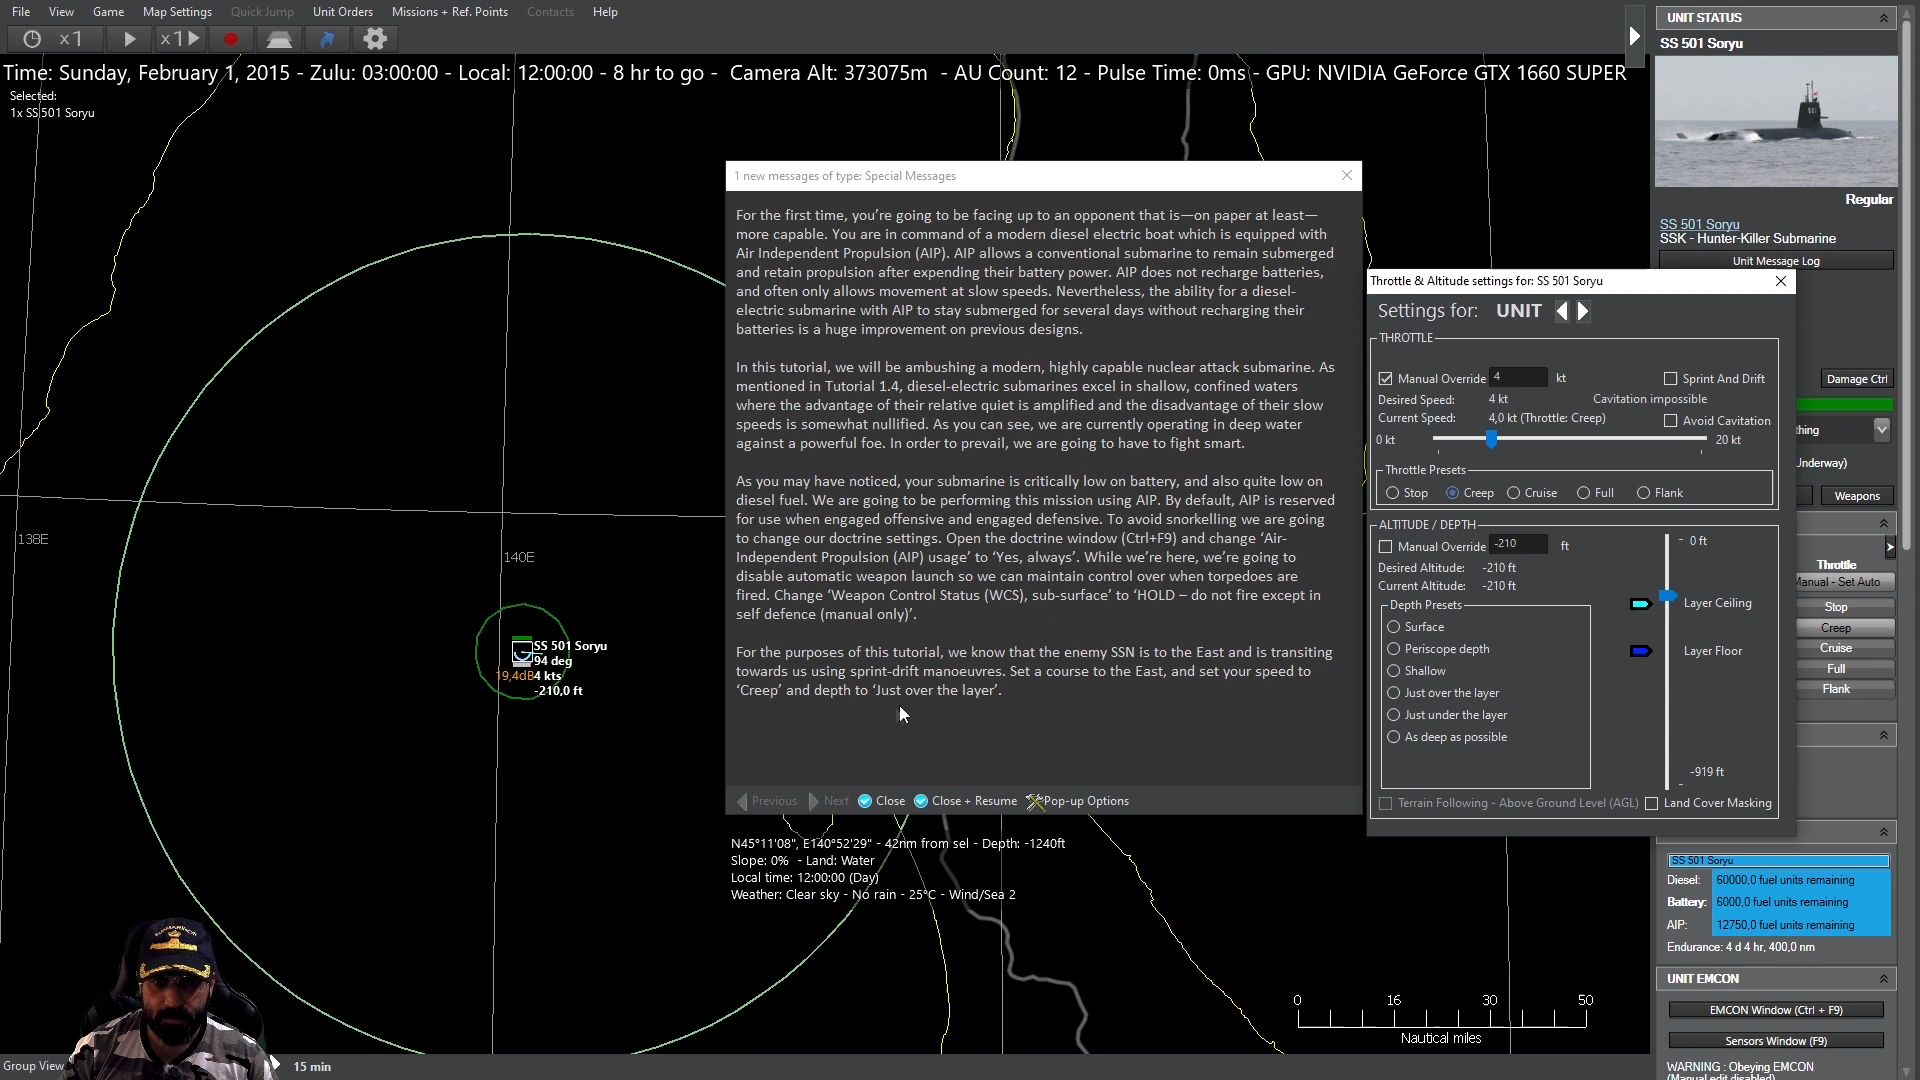 File View Game Map Settings Quick Jump Unit Orders Missions + Ref. Points Contacts Help
x1 x1
Time: Sunday, February 1, 2015 - Zulu: 03:00:00 - Local: 12:00:00 - 8 hr to go - Camera Alt: 373075m - AU Count: 12 - Pulse Time: 0ms - GPU: NVIDIA GeForce GTX 1660 SUPER
Selected:
1x SS 501 Soryu
138E
140E
SS 501 Soryu
94 deg
19,4dB 4 kts
-210,0 ft
1 new messages of type: Special Messages
For the first time, you're going to be facing up to an opponent that is—on paper at least—
more capable. You are in command of a modern diesel electric boat which is equipped with
Air Independent Propulsion (AIP). AIP allows a conventional submarine to remain submerged
and retain propulsion after expending their battery power. AIP does not recharge batteries,
and often only allows movement at slow speeds. Nevertheless, the ability for a diesel-
electric submarine with AIP to stay submerged for several days without recharging their
batteries is a huge improvement on previous designs.
In this tutorial, we will be ambushing a modern, highly capable nuclear attack submarine. As
mentioned in Tutorial 1.4, diesel-electric submarines excel in shallow, confined waters
where the advantage of their relative quiet is amplified and the disadvantage of their slow
speeds is somewhat nullified. As you can see, we are currently operating in deep water
against a powerful foe. In order to prevail, we are going to have to fight smart.
As you may have noticed, your submarine is critically low on battery, and also quite low on
diesel fuel. We are going to be performing this mission using AIP. By default, AIP is reserved
for use when engaged offensive and engaged defensive. To avoid snorkelling we are going
to change our doctrine settings. Open the doctrine window (Ctrl+F9) and change 'Air-
Independent Propulsion (AIP) usage' to 'Yes, always'. While we're here, we're going to
disable automatic weapon launch so we can maintain control over when torpedoes are
fired. Change 'Weapon Control Status (WCS), sub-surface' to 'HOLD – do not fire except in
self defence (manual only)'.
For the purposes of this tutorial, we know that the enemy SSN is to the East and is transiting
towards us using sprint-drift manoeuvres. Set a course to the East, and set your speed to
'Creep' and depth to 'Just over the layer'.
Previous Next Close Close + Resume Pop-up Options
N45°11'08", E140°52'29" - 42nm from sel - Depth: -1240ft
Slope: 0% - Land: Water
Local time: 12:00:00 (Day)
Weather: Clear sky - No rain - 25°C - Wind/Sea 2
0 16 30 50
Nautical miles
Group View 15 min
Throttle & Altitude settings for: SS 501 Soryu
Settings for: UNIT
THROTTLE
Manual Override 4 kt Sprint And Drift
Desired Speed: 4 kt Cavitation impossible
Current Speed: 4,0 kt (Throttle: Creep) Avoid Cavitation
0 kt 20 kt
Throttle Presets
Stop Creep Cruise Full Flank
ALTITUDE / DEPTH
Manual Override -210 ft
Desired Altitude: -210 ft
Current Altitude: -210 ft
Depth Presets
Surface
Periscope depth
Shallow
Just over the layer
Just under the layer
As deep as possible
0 ft
Layer Ceiling
Layer Floor
-919 ft
Terrain Following - Above Ground Level (AGL) Land Cover Masking
UNIT STATUS
SS 501 Soryu
Regular
SS 501 Soryu
SSK - Hunter-Killer Submarine
Unit Message Log
Damage Ctrl
thing
Underway)
Weapons
Throttle
Manual - Set Auto
Stop
Creep
Cruise
Full
Flank
SS 501 Soryu
Diesel: 60000,0 fuel units remaining
Battery: 6000,0 fuel units remaining
AIP: 12750,0 fuel units remaining
Endurance: 4 d 4 hr, 400,0 nm
UNIT EMCON
EMCON Window (Ctrl + F9)
Sensors Window (F9)
WARNING : Obeying EMCON
(Manual edit disabled)